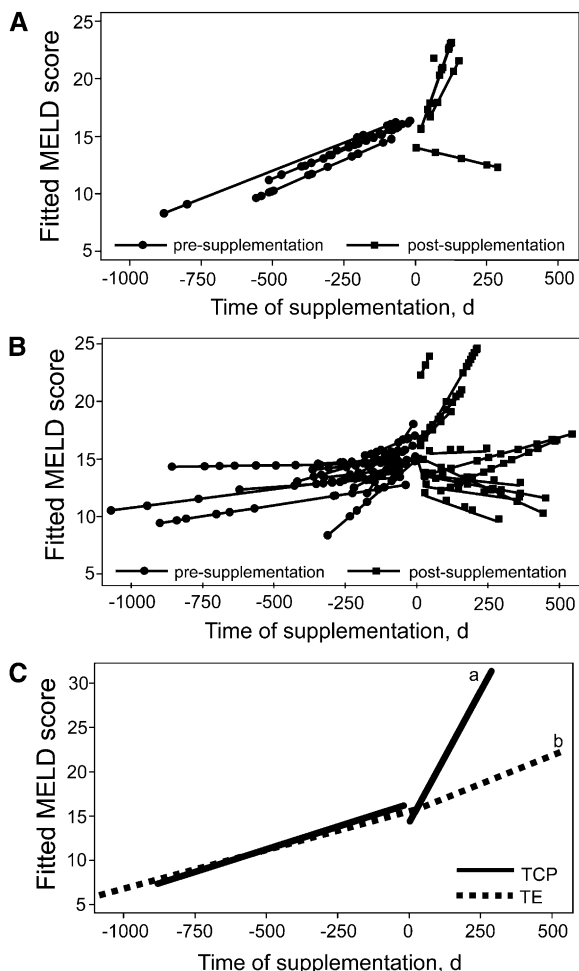 A
Fitted MELD score
25
20
15
10
5
pre-supplementation post-supplementation
-1000 -750 -500 -250 0 250 500
Time of supplementation, d
B
Fitted MELD score
25
20
15
10
5
pre-supplementation post-supplementation
-1000 -750 -500 -250 0 250 500
Time of supplementation, d
C
Fitted MELD score
30
25
20
15
10
5
a
b
TCP
TE
-1000 -750 -500 -250 0 250 500
Time of supplementation, d